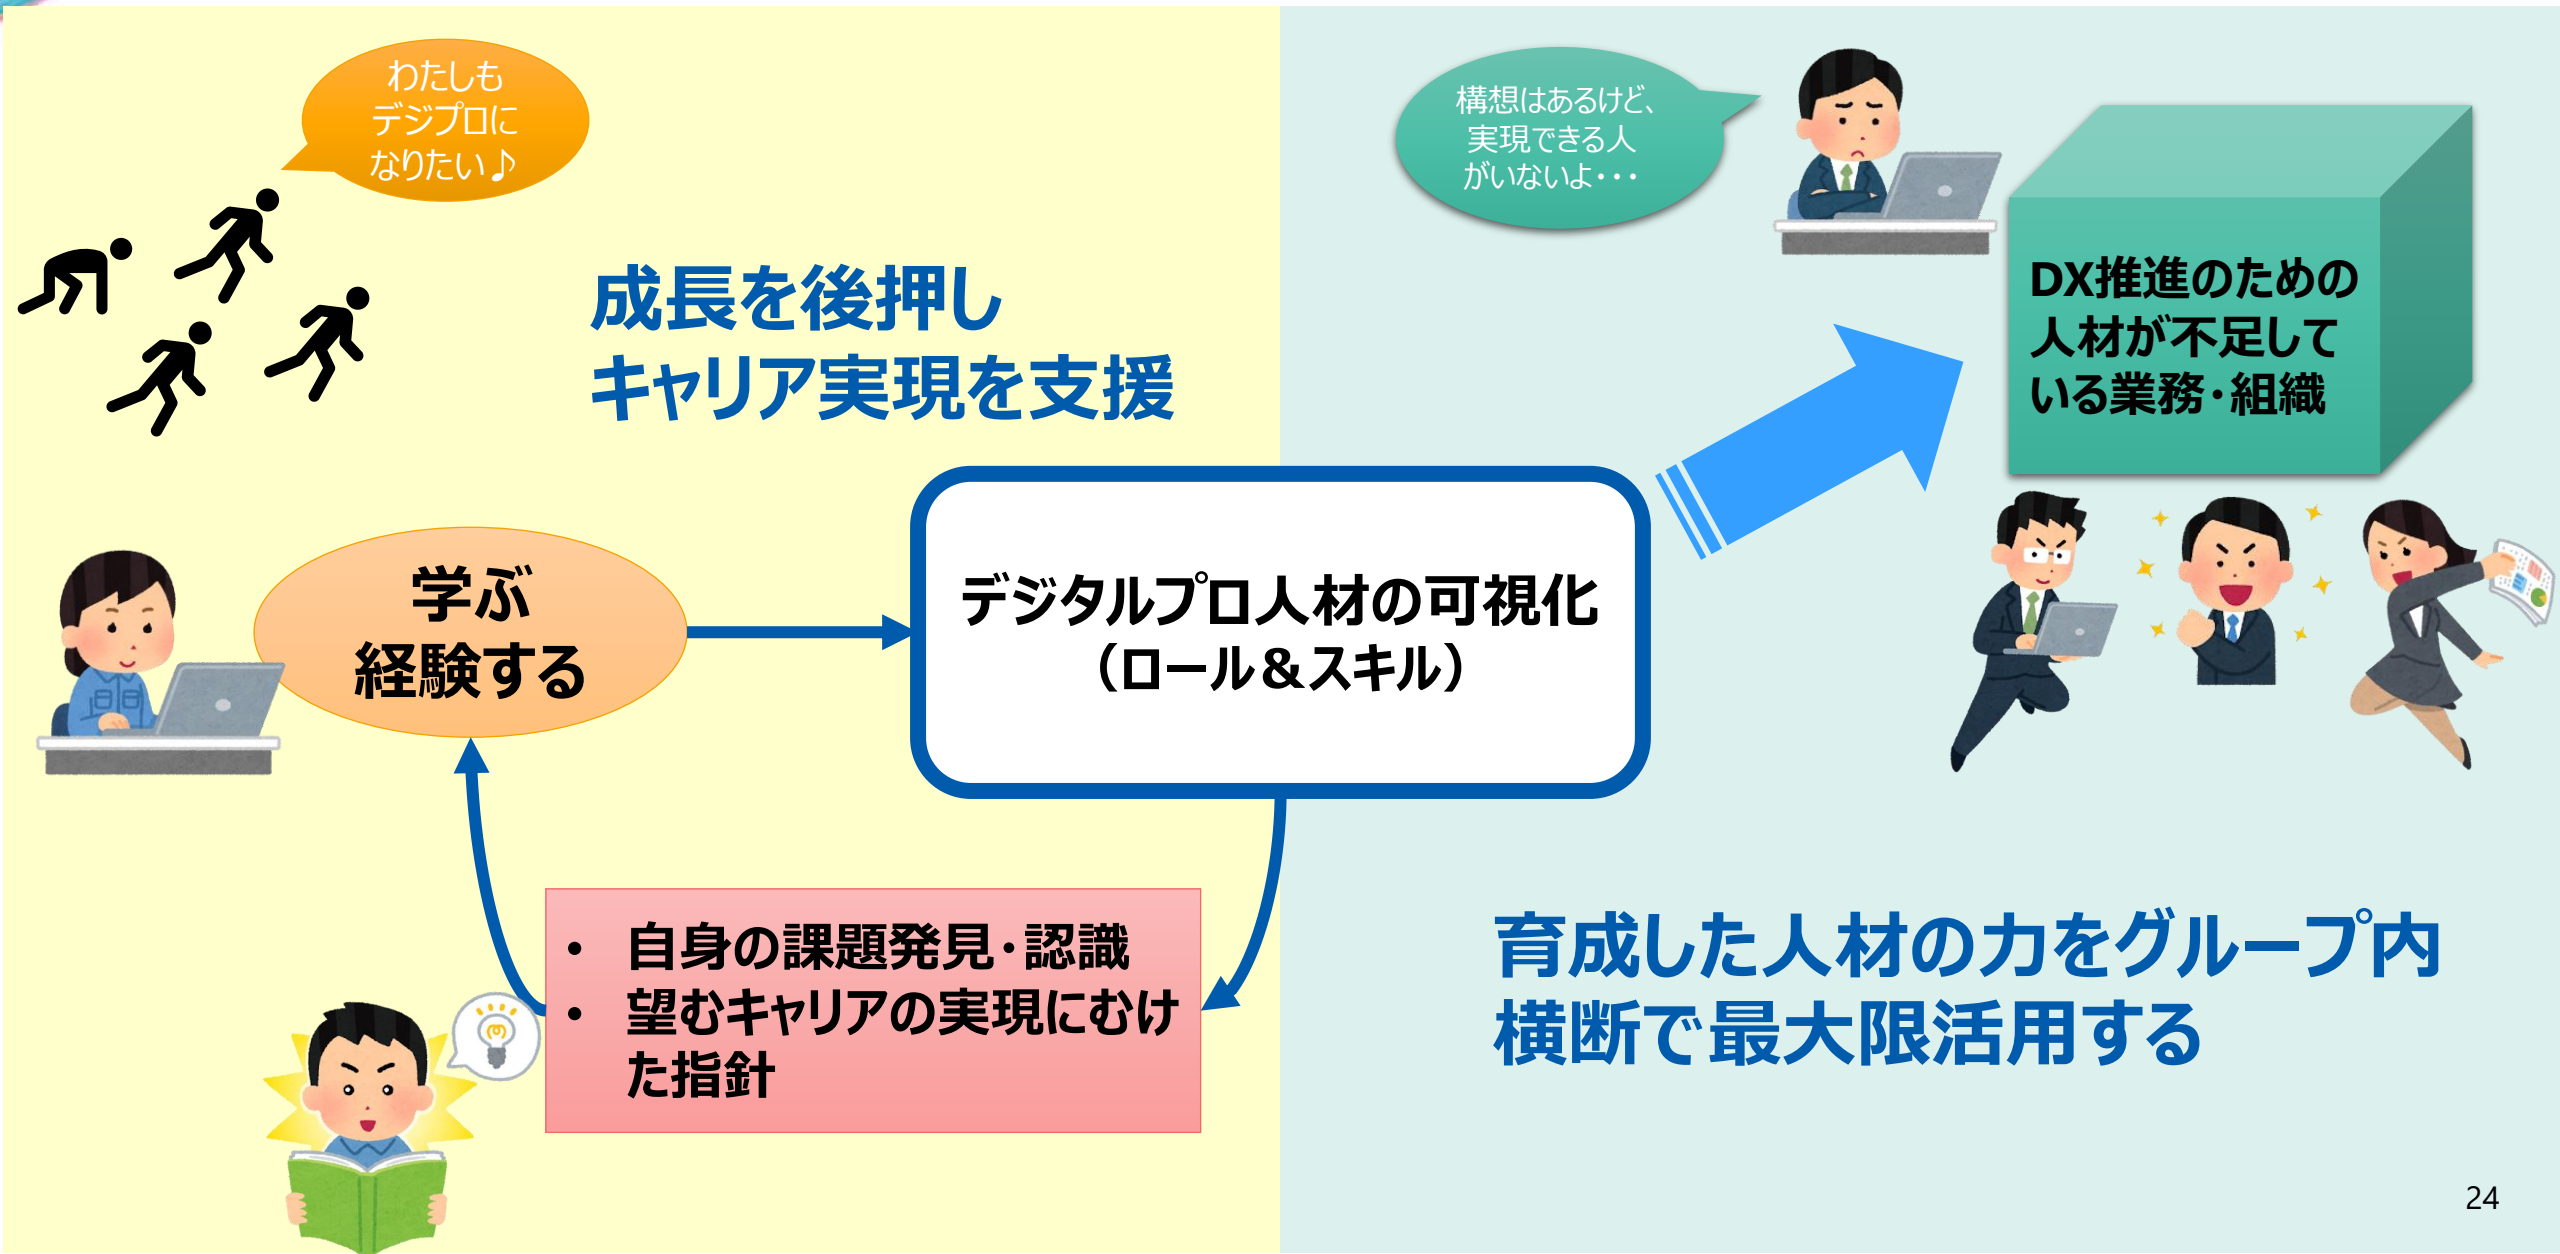 わたしも
デジプロに
なりたい♪
成長を後押し
キャリア実現を支援
学ぶ
経験する
デジタルプロ人材の可視化
（ロール＆スキル）
• 自身の課題発見・認識
• 望むキャリアの実現にむけ
た指針
構想はあるけど、
実現できる人
がいないよ・・・
DX推進のための
人材が不足して
いる業務・組織
育成した人材の力をグループ内
横断で最大限活用する
24